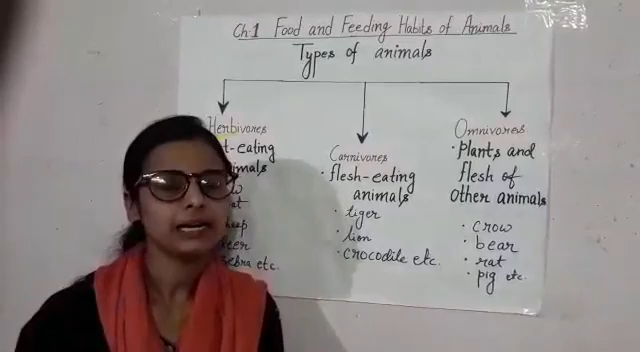 Ch:1 Food and Feeding Habits of Animals
Types of animals
Herbivores
eating
Carnivores
• flesh-eating
animals
• tiger
• lion
• crocodile etc.
Omnivores
• Plants and
flesh of
Other animals
• crow
• bear
• rat
• pig etc.